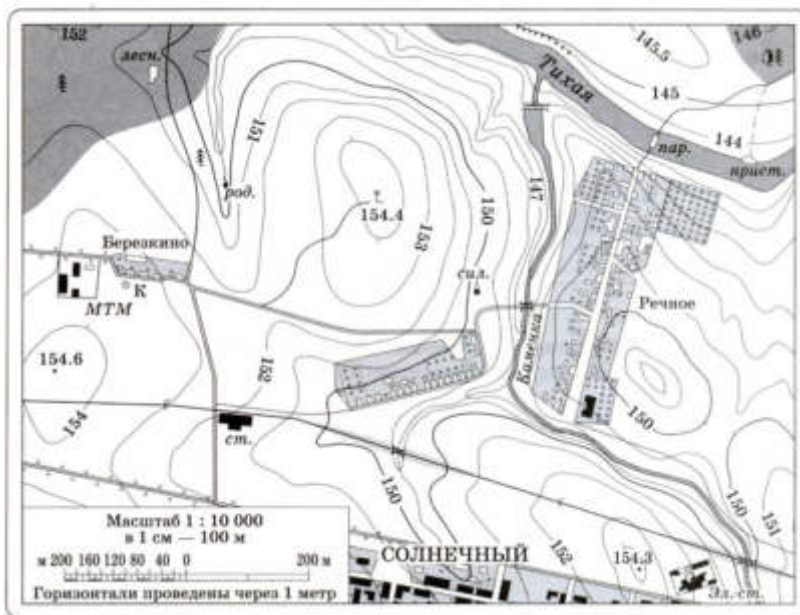 152
лесн.
145.5
146
Тихая
145
144
пар.
прист.
151
род.
154.4
150
147
153
Березкино
К
МТМ
сил.
Речное
Каменка
154.6
152
154
150
ст.
150
150
151
152
154.3
СОЛНЕЧНЫЙ
Эл. ст.
Масштаб 1 : 10 000
в 1 см — 100 м
м 200 160 120 80 40 0 200 м
Горизонтали проведены через 1 метр